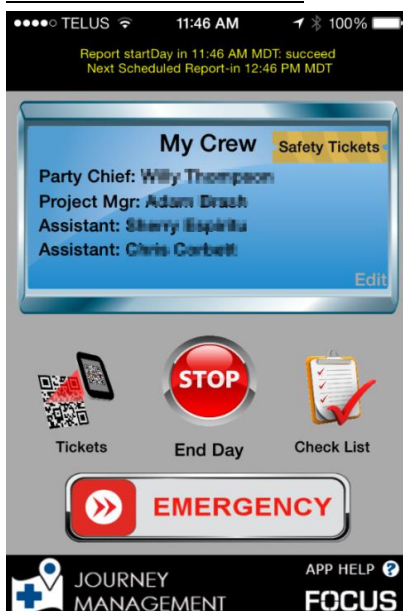 TELUS 11:46 AM 100%
Report startDay in 11:46 AM MDT: succeed
Next Scheduled Report-in 12:46 PM MDT
My Crew
Safety Tickets
Party Chief:
Project Mgr:
Assistant:
Assistant:
Edit
STOP
Tickets
End Day
Check List
EMERGENCY
JOURNEY
MANAGEMENT
APP HELP ?
FOCUS